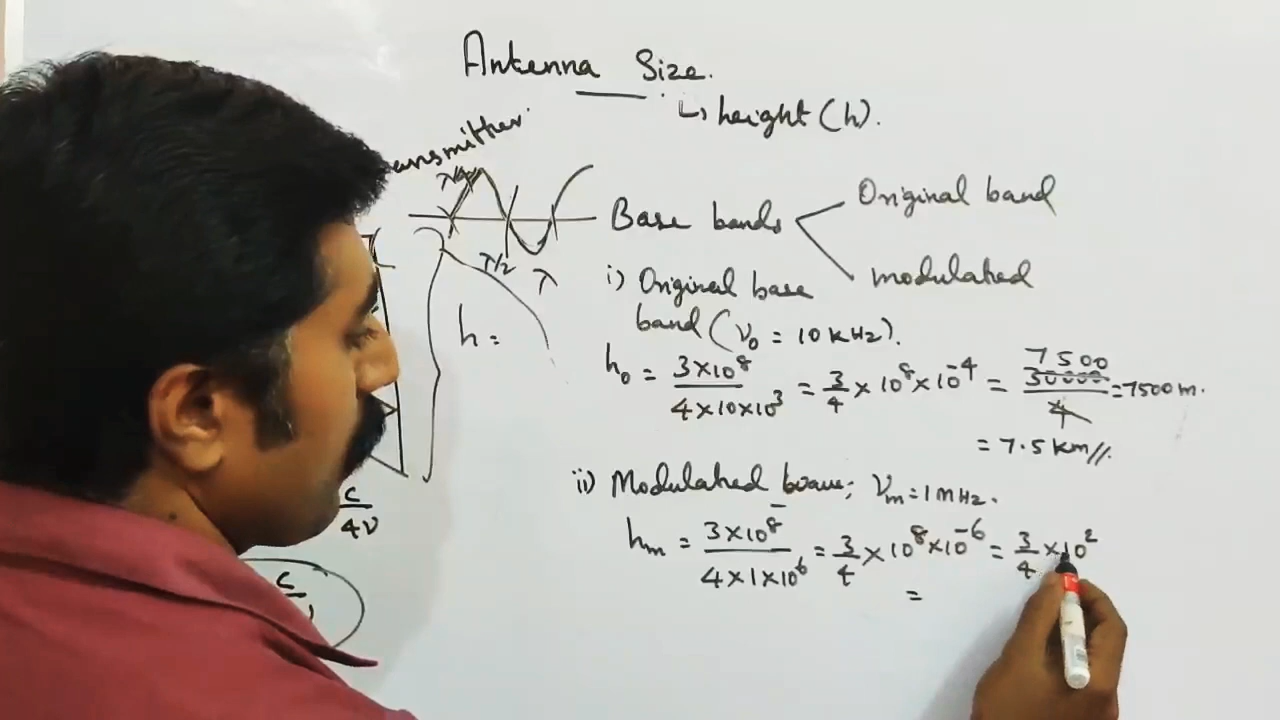 Antenna Size.
↳ height (h).
ansmitter
λ/4
λ/2
λ
h =
c/4ν
c
Base bands
Original band
modulated
i) Original base
band (ν₀ = 10 KHz).
h₀ = 3×10⁸/4×10×10³ = 3/4 × 10⁸ × 10⁻⁴ = 7500 30000/4 = 7500 m.
= 7.5 km//.
ii) Modulated wave; νm = 1 MHz.
hm = 3×10⁸/4×1×10⁶ = 3/4 × 10⁸×10⁻⁶ = 3/4 ×10²
=